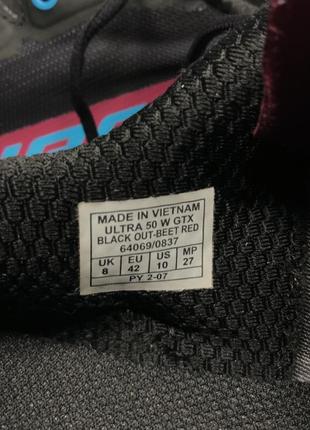 MADE IN VIETNAM
ULTRA 50 W GTX
BLACK OUT-BEET RED
64069/0837
UK EU US MP
8 42 10 27
PY 2-07